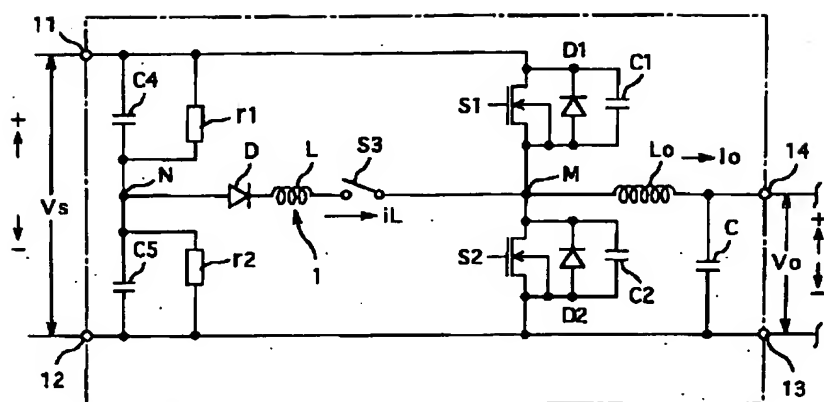 11
D1
C1
C4
r1
S1
D
L
S3
Lo
Io
14
+
N
M
Vs
iL
-
C5
r2
1
S2
C2
D2
C
Vo
+
-
12
13